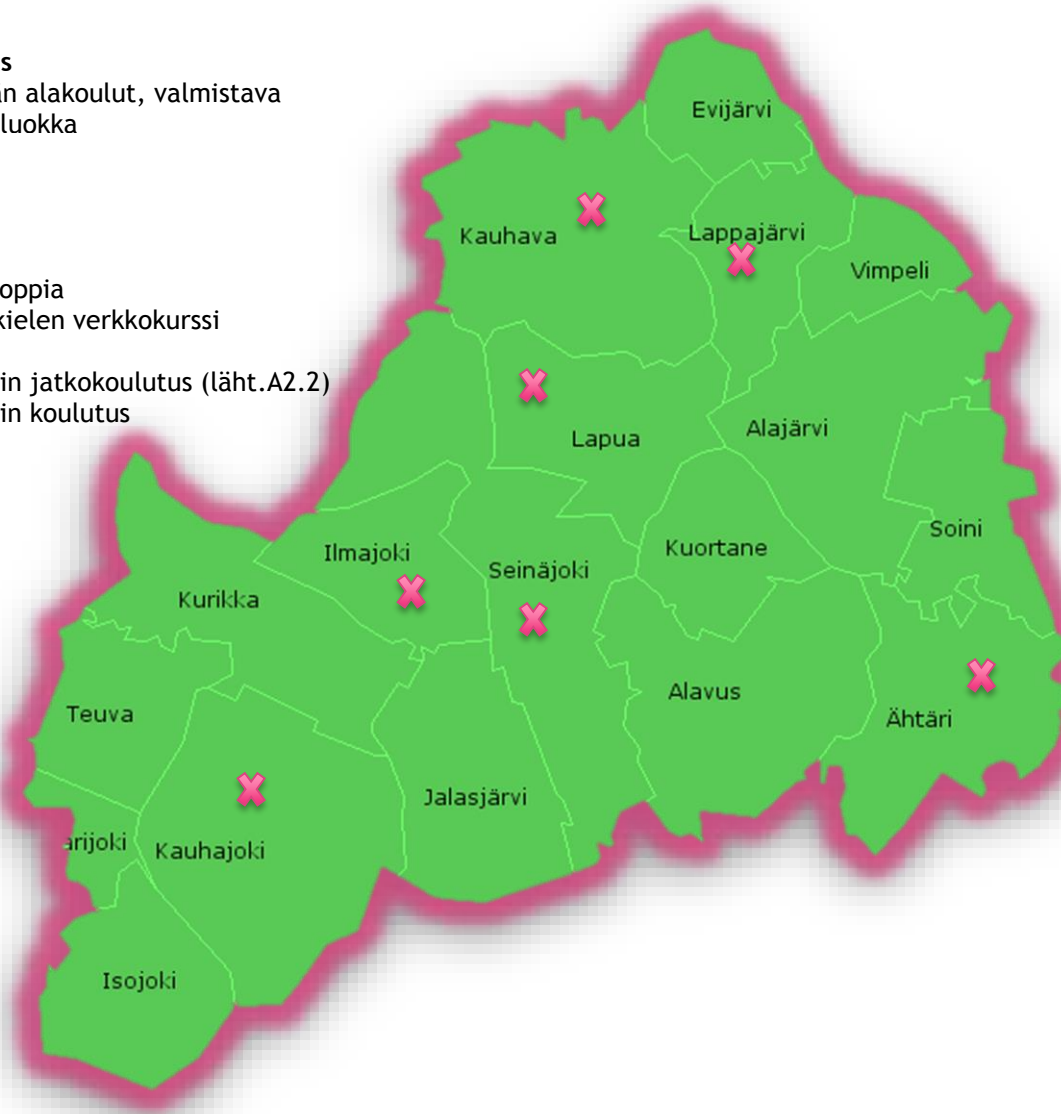 s
n alakoulut, valmistava
luokka
oppia
kielen verkkokurssi
in jatkokoulutus (läht.A2.2)
in koulutus
Evijärvi
Kauhava
Lappajärvi
Vimpeli
Lapua
Alajärvi
Soini
Ilmajoki
Kuortane
Seinäjoki
Kurikka
Alavus
Teuva
Ähtäri
Jalasjärvi
arijoki
Kauhajoki
Isojoki